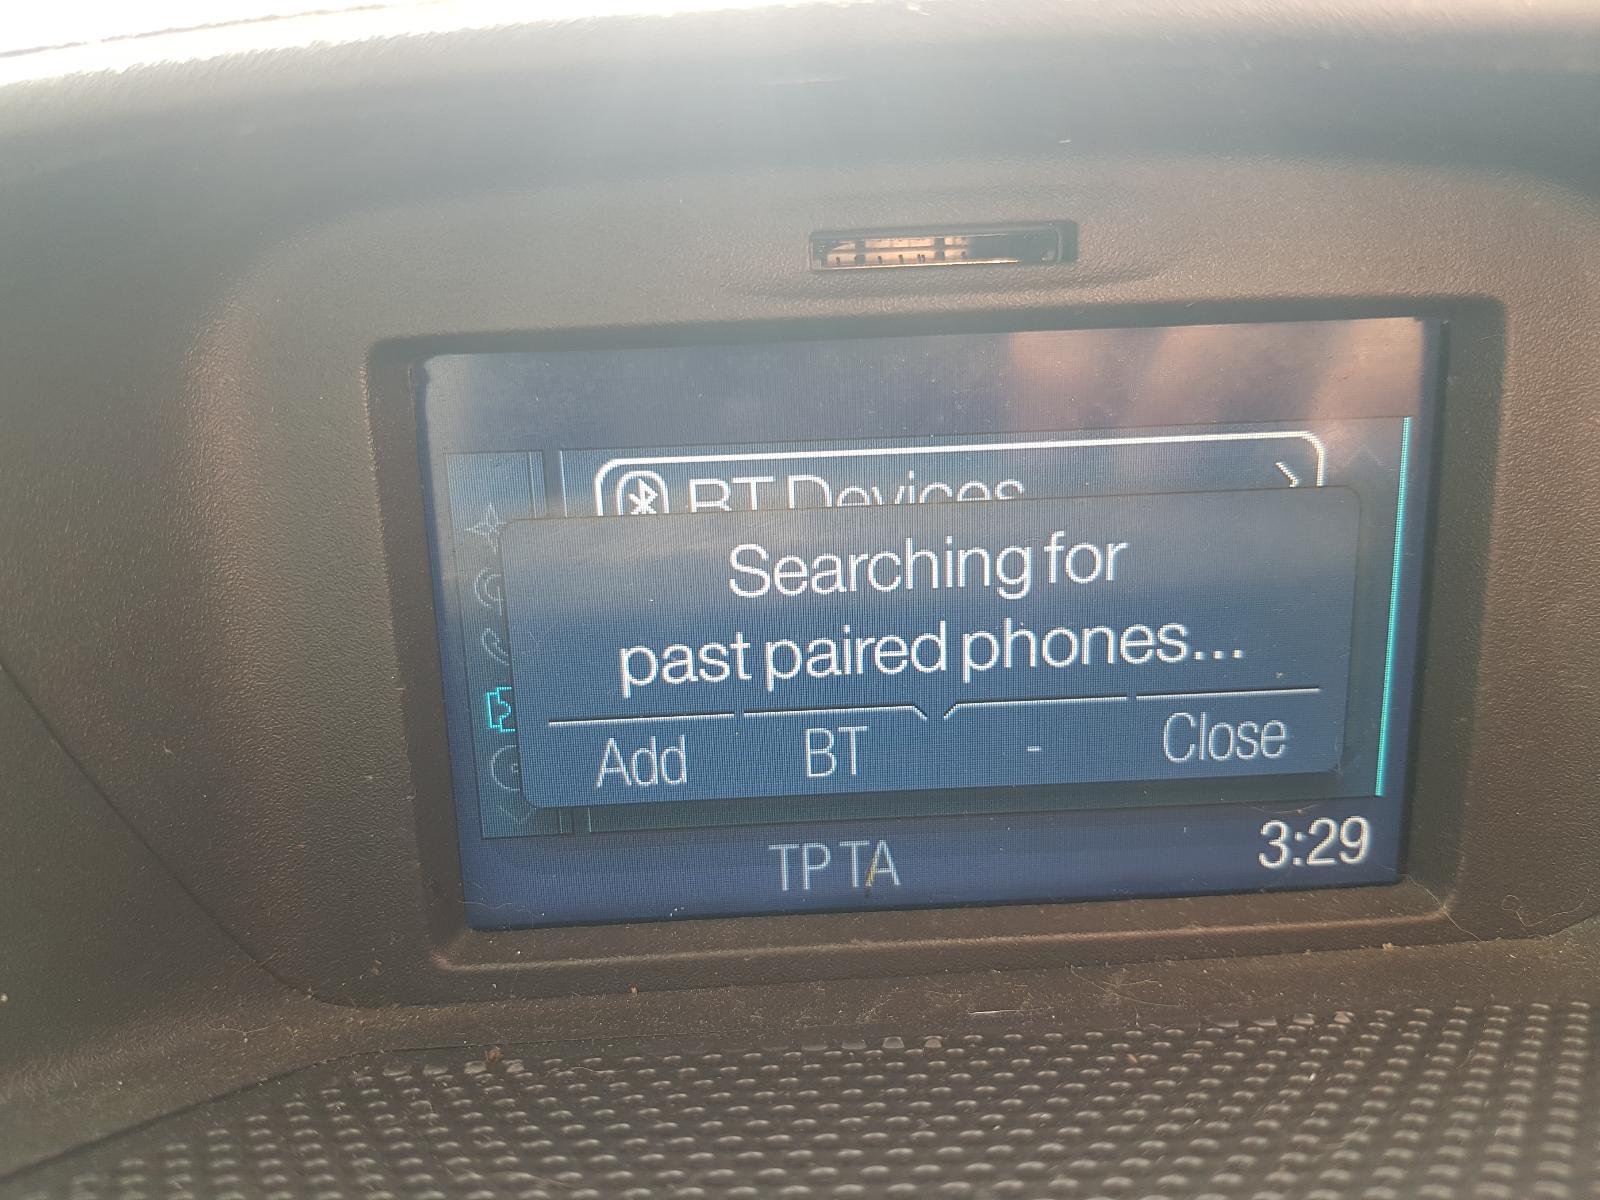 BT Devices
Searching for
past paired phones...
Add BT - Close
TP TA 3:29